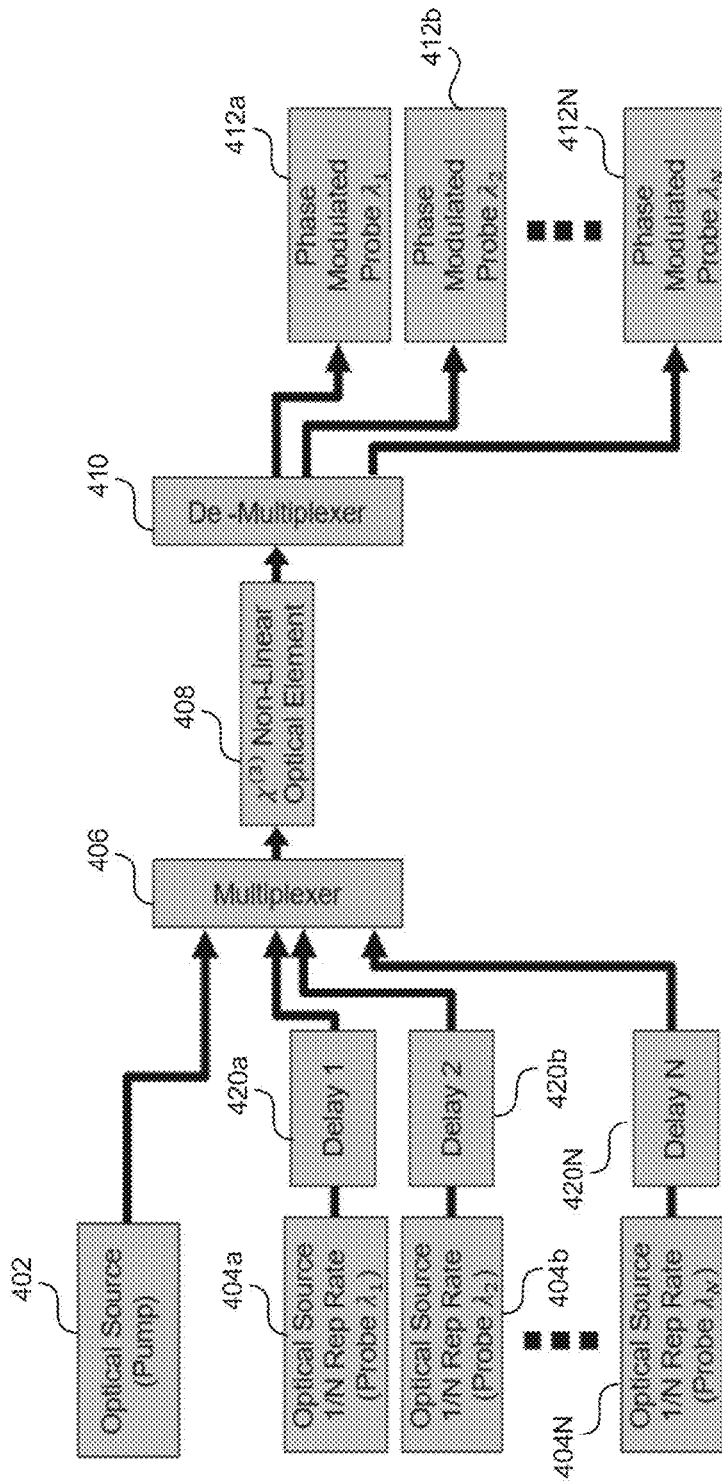 402
Optical Source
(Pump)
404a
Optical Source
1/N Rep Rate
(Probe λ₁)
420a
Delay 1
Optical Source
1/N Rep Rate
(Probe λ₂)
404b
Delay 2
420b
404N
Optical Source
1/N Rep Rate
(Probe λN)
420N
Delay N
406
Multiplexer
408
χ⁽³⁾ Non-Linear
Optical Element
410
De-Multiplexer
412a
Phase
Modulated
Probe λ₁
412b
Phase
Modulated
Probe λ₂
412N
Phase
Modulated
Probe λN